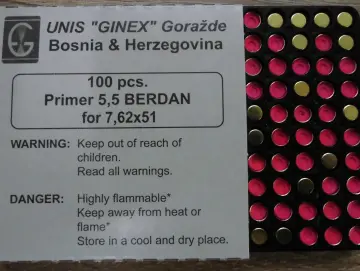 UNIS "GINEX" Goražde
Bosnia & Herzegovina
100 pcs.
Primer 5,5 BERDAN
for 7,62x51
WARNING: Keep out of reach of
children.
Read all warnings.
DANGER: Highly flammable*
Keep away from heat or
flame*
Store in a cool and dry place.